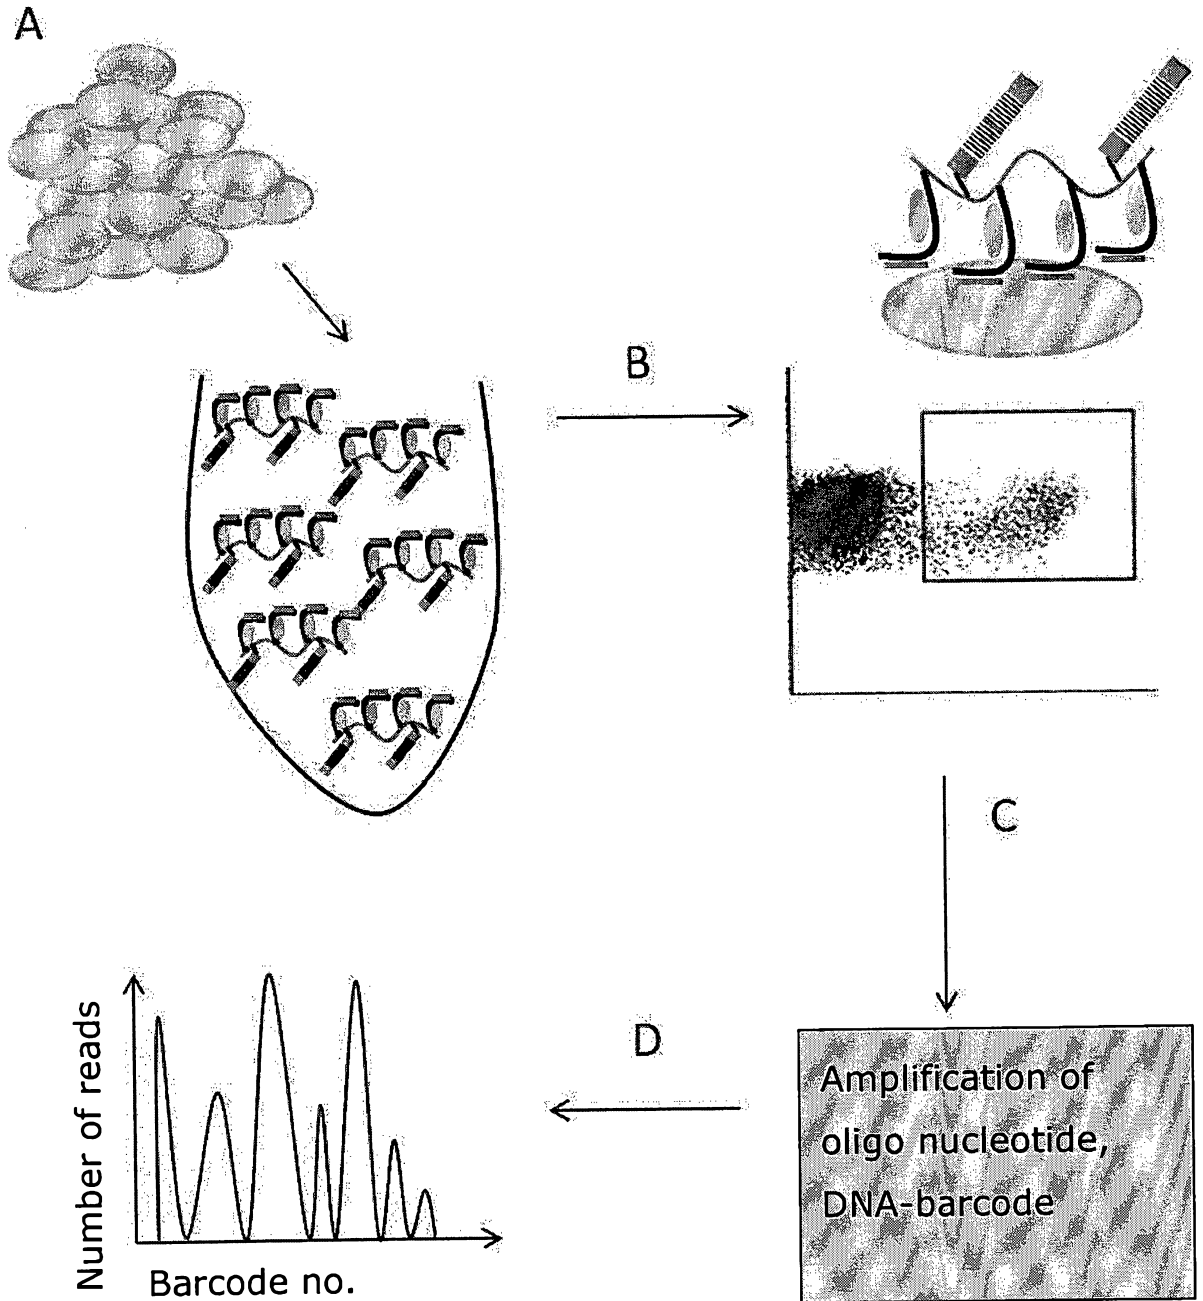 A
B
C
Amplification of
oligo nucleotide,
DNA-barcode
D
Number of reads
Barcode no.